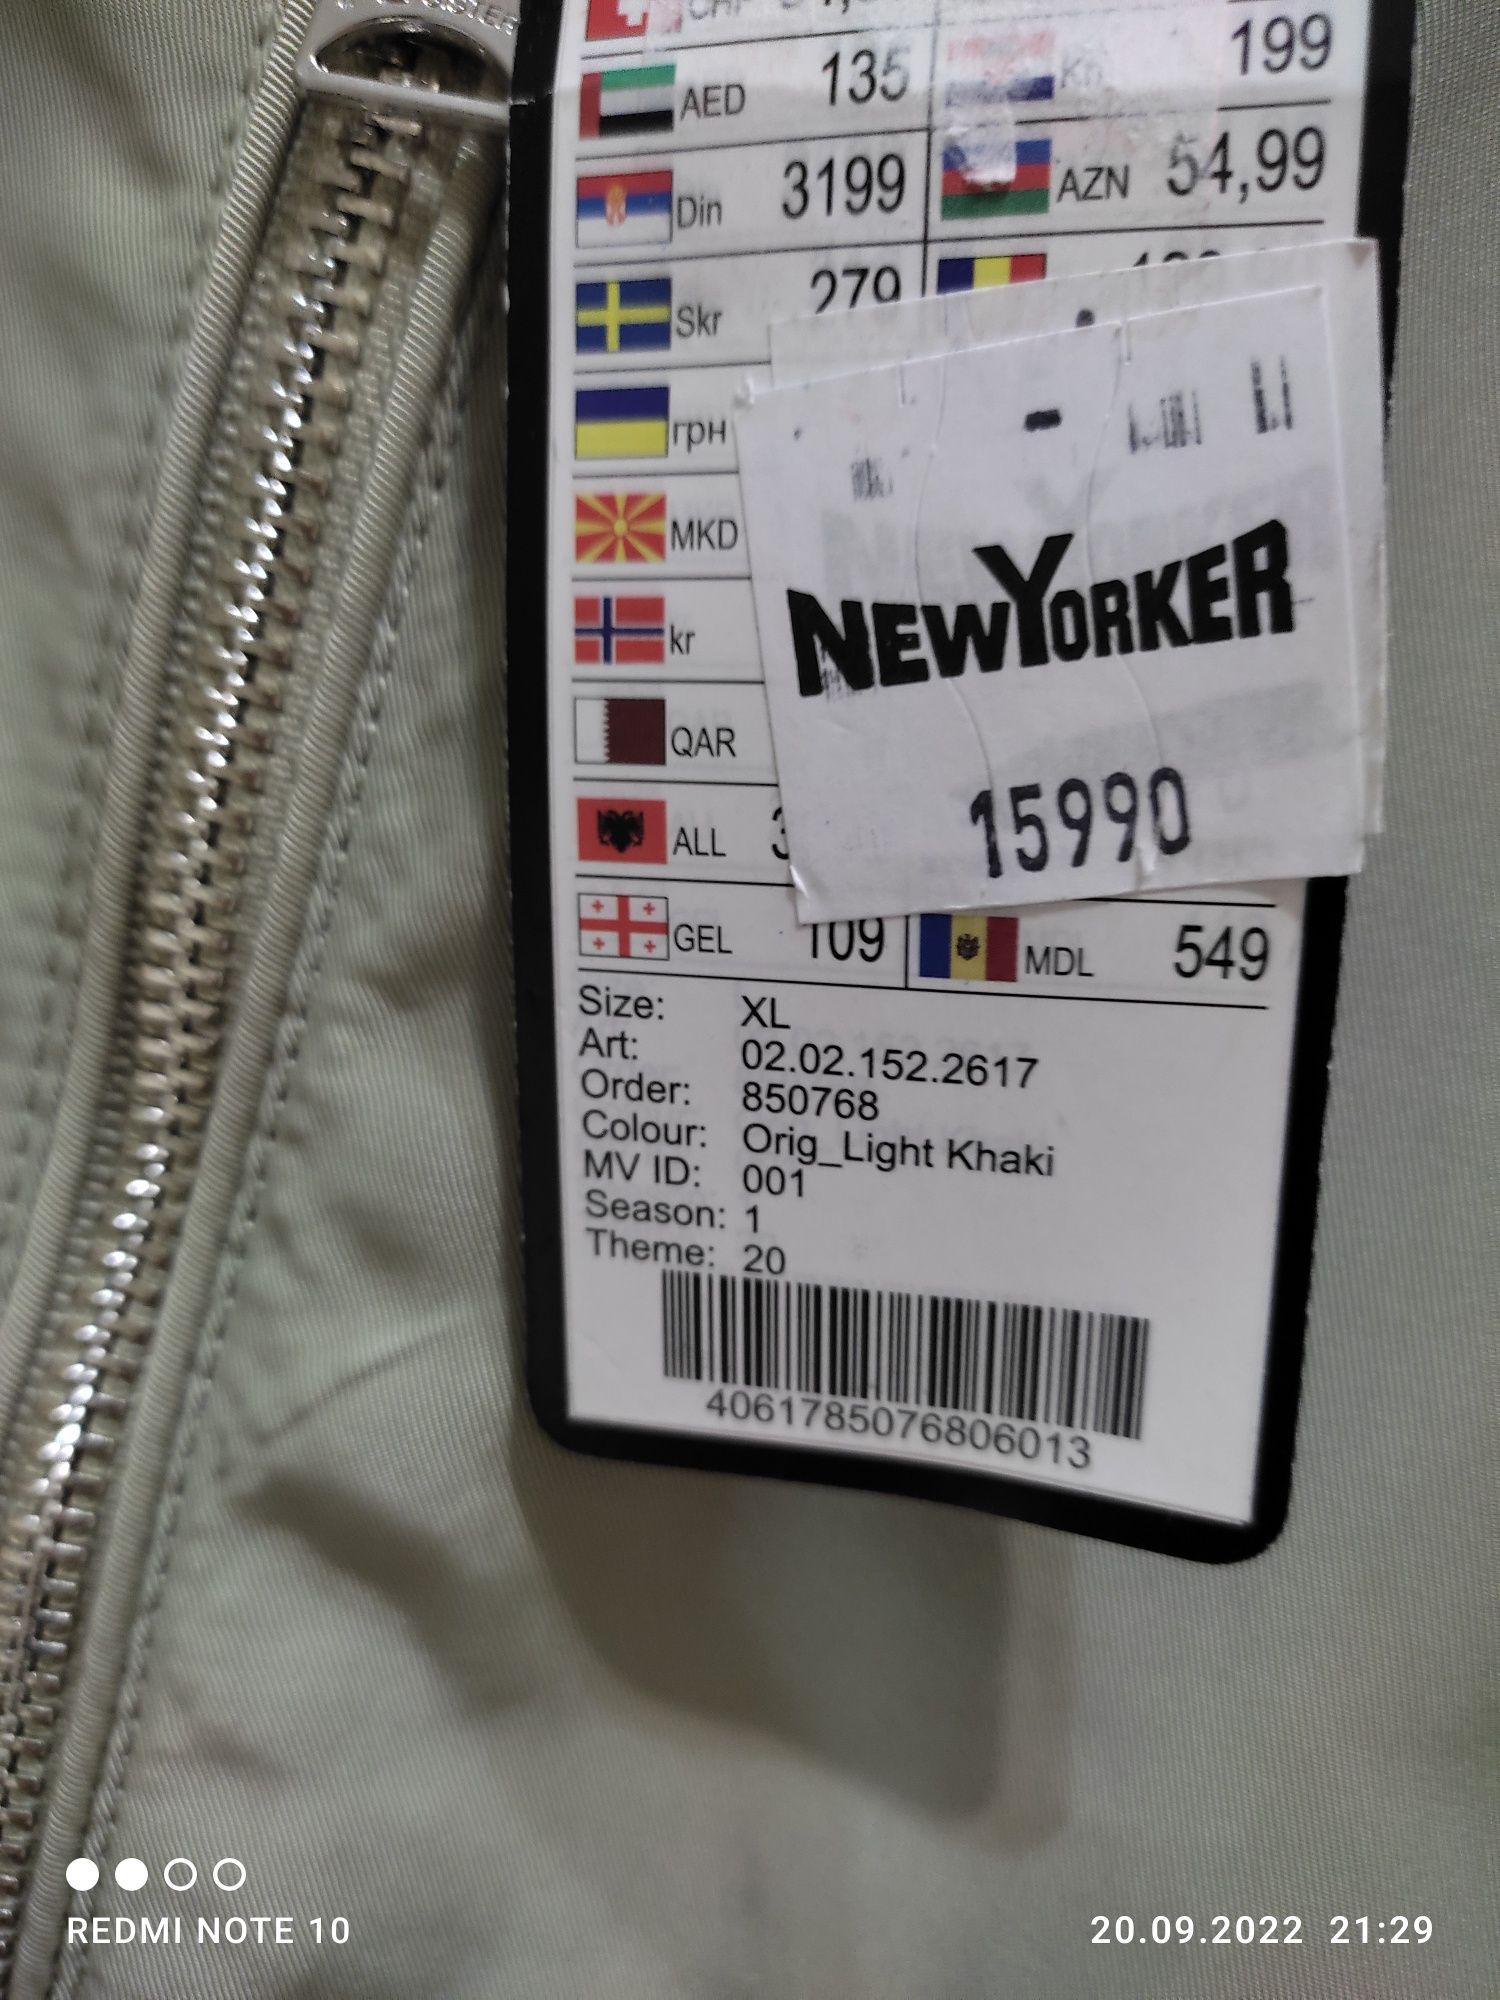 AED 135 Kn 199
Din 3199 AZN 54,99
Skr 279
грн
MKD
kr
QAR
ALL
NEWYORKER
15990
GEL 109 MDL 549
Size: XL
Art: 02.02.152.2617
Order: 850768
Colour: Orig_Light Khaki
MV ID: 001
Season: 1
Theme: 20
4061785076806013
REDMI NOTE 10
20.09.2022 21:29